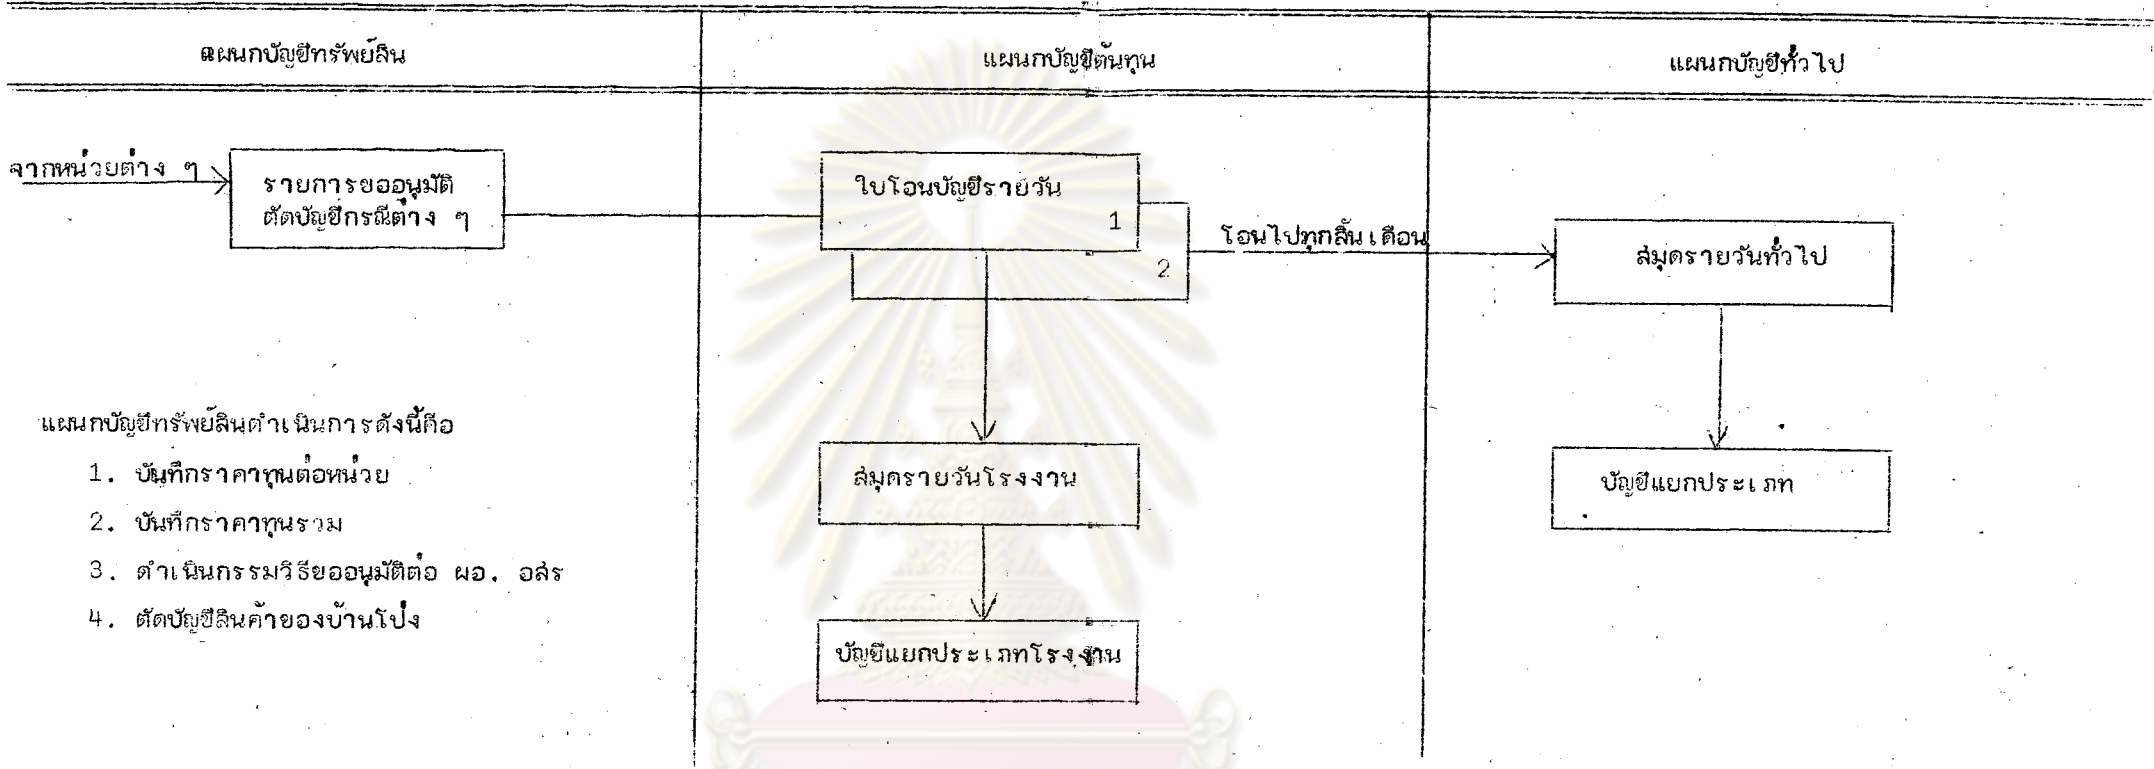 แผนกบัญชีทรัพย์สิน
แผนกบัญชีต้นทุน
แผนกบัญชีทั่วไป
จากหน่วยต่าง ๆ
รายการขออนุมัติ
ตัดบัญชีกรณีต่าง ๆ
ใบโอนบัญชีรายวัน
1
2
โอนไปทุกสิ้นเดือน
สมุดรายวันทั่วไป
บัญชีแยกประเภท
สมุดรายวันโรงงาน
บัญชีแยกประเภทโรงงาน
แผนกบัญชีทรัพย์สินดำเนินการดังนี้คือ
1. บันทึกราคาทุนต่อหน่วย
2. บันทึกราคาทุนรวม
3. ดำเนินกรรมวิธีขออนุมัติต่อ ผอ. อสร
4. ตัดบัญชีสินค้าของบ้านโป่ง